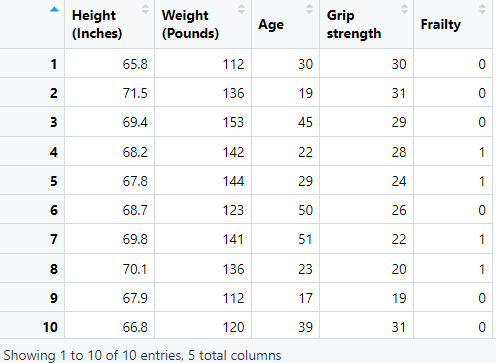 Height (Inches) Weight (Pounds) Age Grip strength Frailty
1 65.8 112 30 30 0
2 71.5 136 19 31 0
3 69.4 153 45 29 0
4 68.2 142 22 28 1
5 67.8 144 29 24 1
6 68.7 123 50 26 0
7 69.8 141 51 22 1
8 70.1 136 23 20 1
9 67.9 112 17 19 0
10 66.8 120 39 31 0
Showing 1 to 10 of 10 entries, 5 total columns